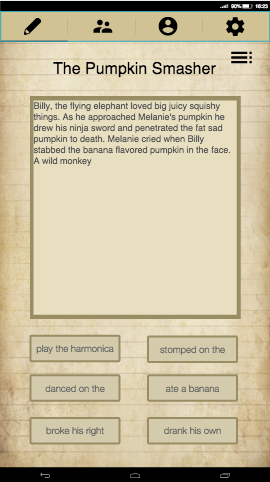 90% 16:23
The Pumpkin Smasher
Billy, the flying elephant loved big juicy squishy
things. As he approached Melanie's pumpkin he
drew his ninja sword and penetrated the fat sad
pumpkin to death. Melanie cried when Billy
stabbed the banana flavored pumpkin in the face.
A wild monkey
play the harmonica
stomped on the
danced on the
ate a banana
broke his right
drank his own